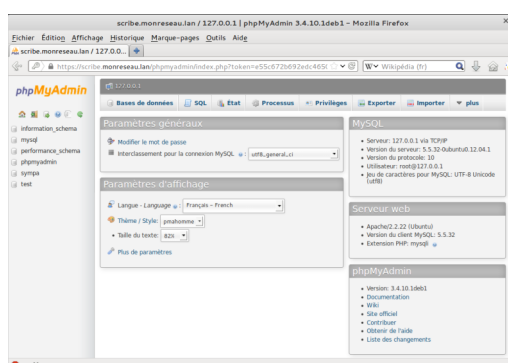 scribe.monreseau.lan / 127.0.0.1 | phpMyAdmin 3.4.10.1deb1 - Mozilla Firefox
Fichier Édition Affichage Historique Marque-pages Outils Aide
scribe.monreseau.lan / 127.0.0...
https://scribe.monreseau.lan/phpmyadmin/index.php?token=e55c672b692edc465(
Wikipédia (fr)
phpMyAdmin
127.0.0.1
Bases de données SQL État Processus Privilèges Exporter Importer plus
information_schema
mysql
performance_schema
phpmyadmin
sympa
test
Paramètres généraux
Modifier le mot de passe
Interclassement pour la connexion MySQL : utf8_general_ci
Paramètres d'affichage
Langue - Language : Français - French
Thème / Style: pmahomme
Taille du texte: 82%
Plus de paramètres
MySQL
Serveur: 127.0.0.1 via TCP/IP
Version du serveur: 5.5.32-0ubuntu0.12.04.1
Version du protocole: 10
Utilisateur: root@127.0.0.1
Jeu de caractères pour MySQL: UTF-8 Unicode
(utf8)
Serveur web
Apache/2.2.22 (Ubuntu)
Version du client MySQL: 5.5.32
Extension PHP: mysqli
phpMyAdmin
Version: 3.4.10.1deb1
Documentation
Wiki
Site officiel
Contribuer
Obtenir de l'aide
Liste des changements